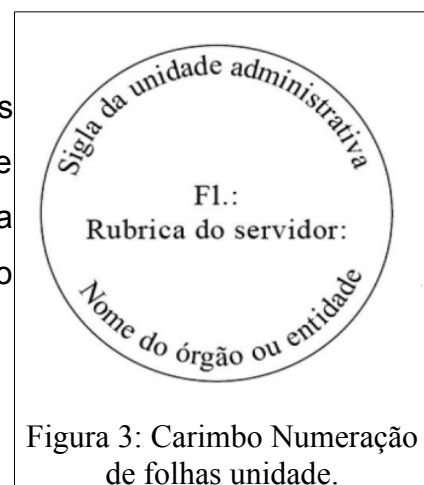 s
e
a
o
Sigla da unidade administrativa
Fl.:
Rubrica do servidor:
Nome do órgão ou entidade
Figura 3: Carimbo Numeração
de folhas unidade.